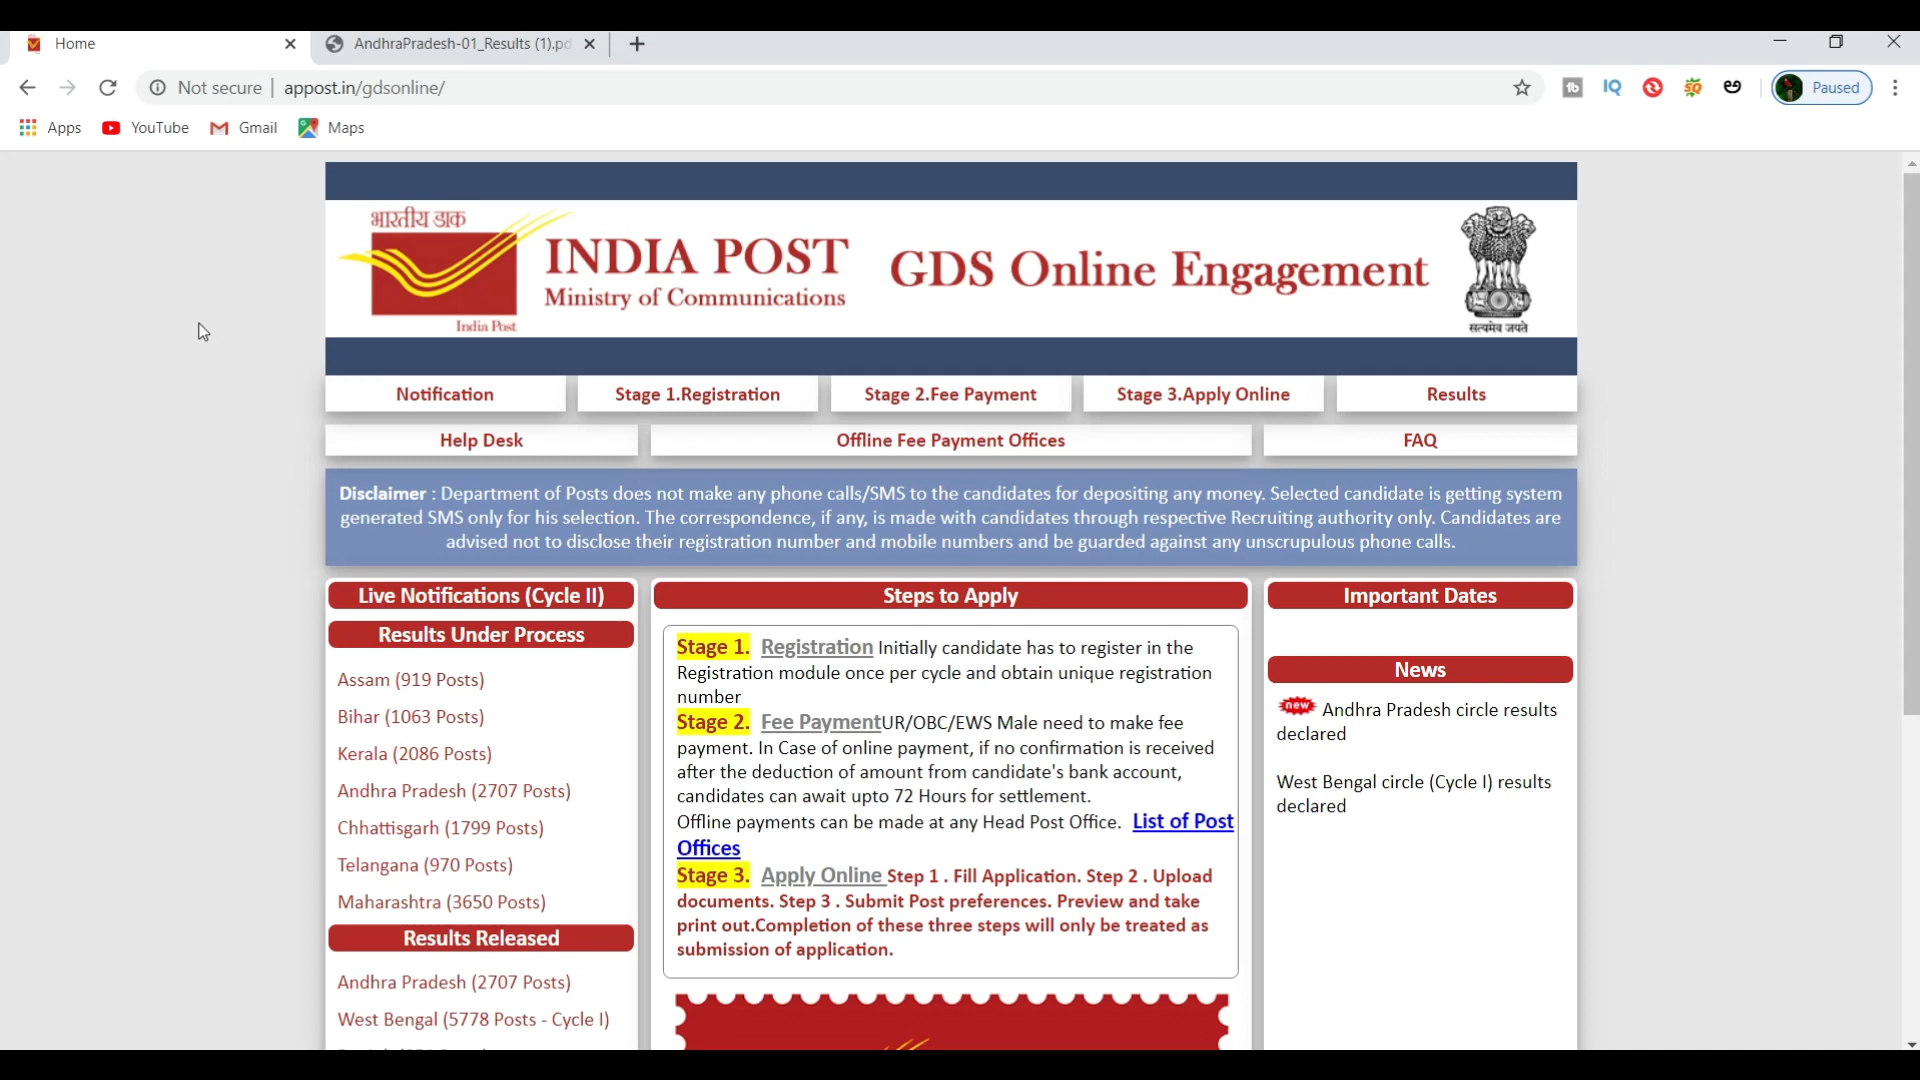 Home
AndhraPradesh-01_Results (1).pd
Not secure
appost.in/gdsonline/
Paused
Apps
YouTube
Gmail
Maps
भारतीय डाक
India Post
INDIA POST
Ministry of Communications
GDS Online Engagement
सत्यमेव जयते
Notification
Stage 1.Registration
Stage 2.Fee Payment
Stage 3.Apply Online
Results
Help Desk
Offline Fee Payment Offices
FAQ
Disclaimer : Department of Posts does not make any phone calls/SMS to the candidates for depositing any money. Selected candidate is getting system
generated SMS only for his selection. The correspondence, if any, is made with candidates through respective Recruiting authority only. Candidates are
advised not to disclose their registration number and mobile numbers and be guarded against any unscrupulous phone calls.
Live Notifications (Cycle II)
Results Under Process
Assam (919 Posts)
Bihar (1063 Posts)
Kerala (2086 Posts)
Andhra Pradesh (2707 Posts)
Chhattisgarh (1799 Posts)
Telangana (970 Posts)
Maharashtra (3650 Posts)
Results Released
Andhra Pradesh (2707 Posts)
West Bengal (5778 Posts - Cycle I)
Steps to Apply
Stage 1. Registration Initially candidate has to register in the
Registration module once per cycle and obtain unique registration
number
Stage 2. Fee PaymentUR/OBC/EWS Male need to make fee
payment. In Case of online payment, if no confirmation is received
after the deduction of amount from candidate's bank account,
candidates can await upto 72 Hours for settlement.
Offline payments can be made at any Head Post Office. List of Post
Offices
Stage 3. Apply Online Step 1 . Fill Application. Step 2 . Upload
documents. Step 3 . Submit Post preferences. Preview and take
print out.Completion of these three steps will only be treated as
submission of application.
Important Dates
News
new Andhra Pradesh circle results
declared
West Bengal circle (Cycle I) results
declared